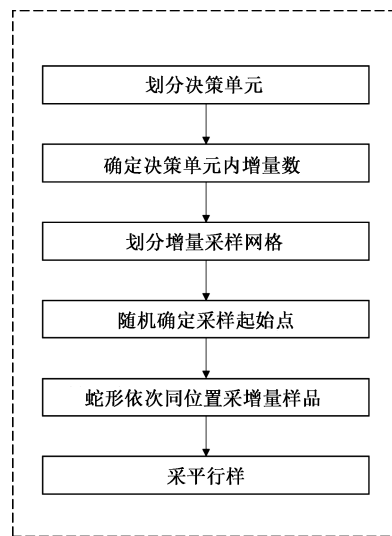 划分决策单元
确定决策单元内增量数
划分增量采样网格
随机确定采样起始点
蛇形依次同位置采增量样品
采平行样